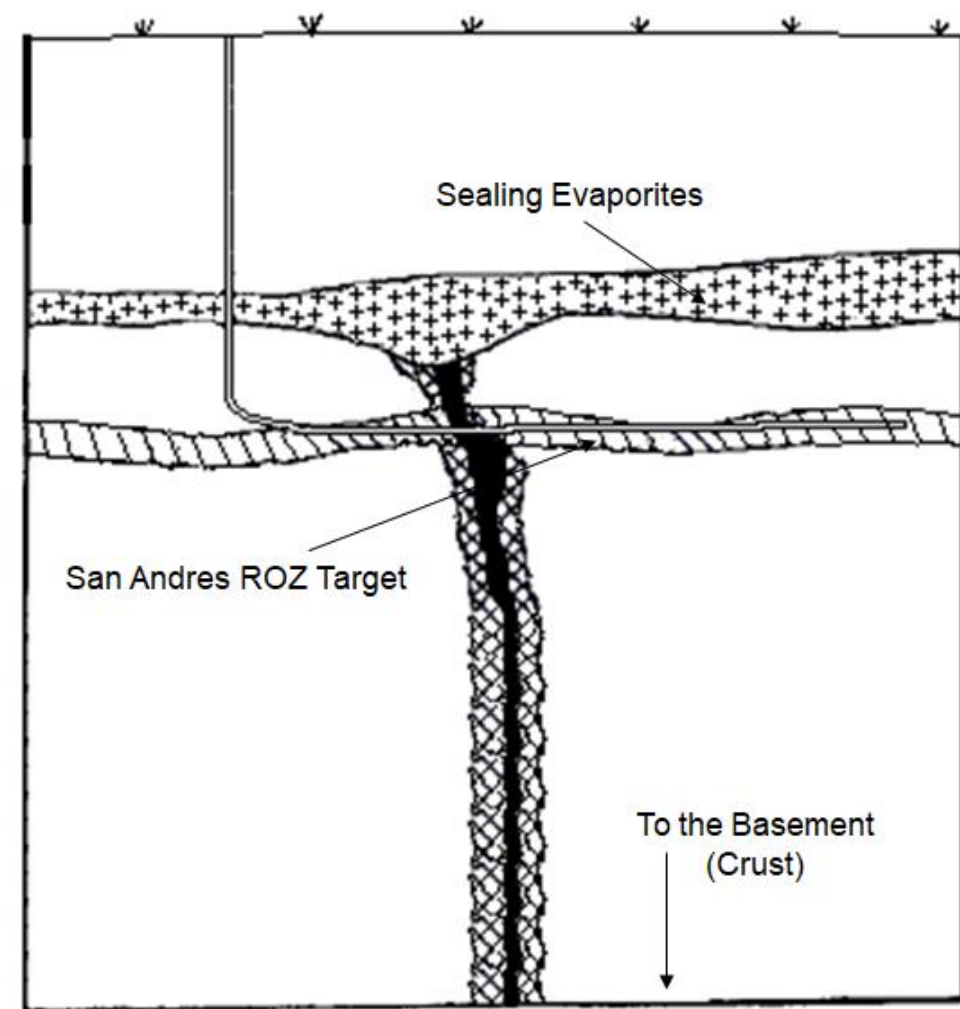 Sealing Evaporites
San Andres ROZ Target
To the Basement
(Crust)